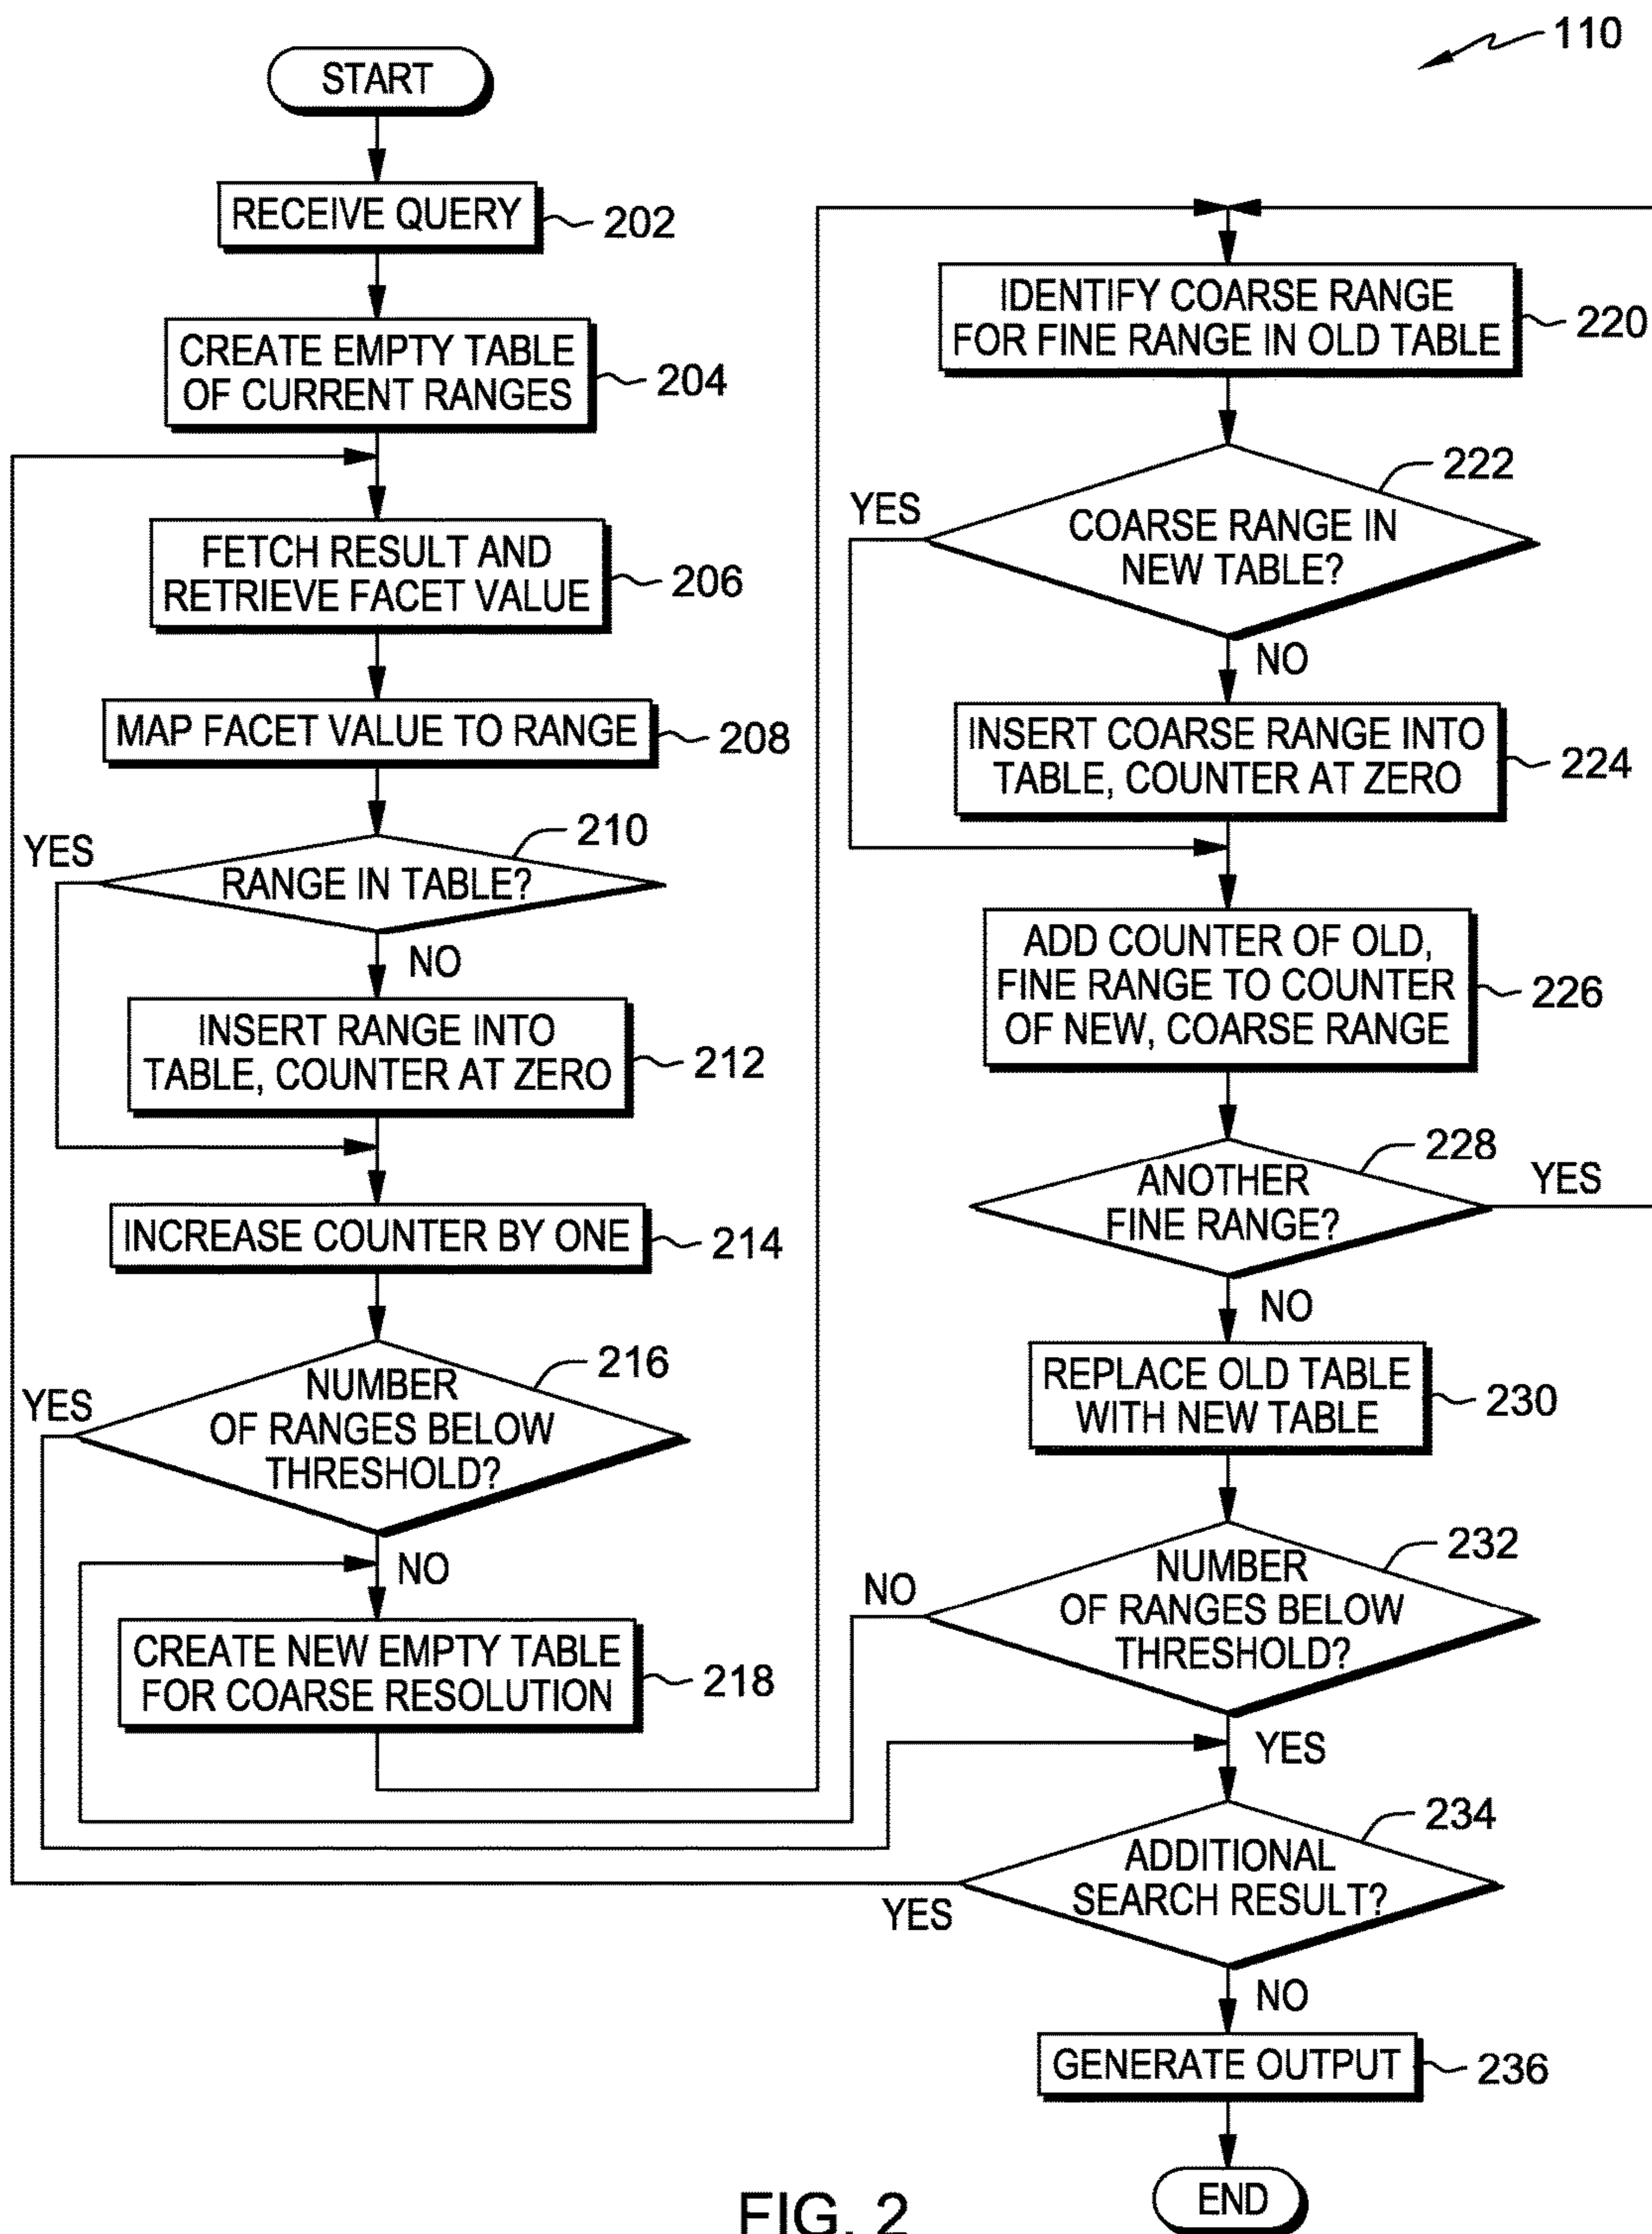 110
START
RECEIVE QUERY
202
CREATE EMPTY TABLE
OF CURRENT RANGES
204
FETCH RESULT AND
RETRIEVE FACET VALUE
206
MAP FACET VALUE TO RANGE
208
210
YES
RANGE IN TABLE?
NO
INSERT RANGE INTO
TABLE, COUNTER AT ZERO
212
INCREASE COUNTER BY ONE
214
216
YES
NUMBER
OF RANGES BELOW
THRESHOLD?
NO
CREATE NEW EMPTY TABLE
FOR COARSE RESOLUTION
218
IDENTIFY COARSE RANGE
FOR FINE RANGE IN OLD TABLE
220
222
YES
COARSE RANGE IN
NEW TABLE?
NO
INSERT COARSE RANGE INTO
TABLE, COUNTER AT ZERO
224
ADD COUNTER OF OLD,
FINE RANGE TO COUNTER
OF NEW, COARSE RANGE
226
228
ANOTHER
FINE RANGE?
YES
NO
REPLACE OLD TABLE
WITH NEW TABLE
230
232
NO
NUMBER
OF RANGES BELOW
THRESHOLD?
YES
234
ADDITIONAL
SEARCH RESULT?
YES
NO
GENERATE OUTPUT
236
END
FIG. 2